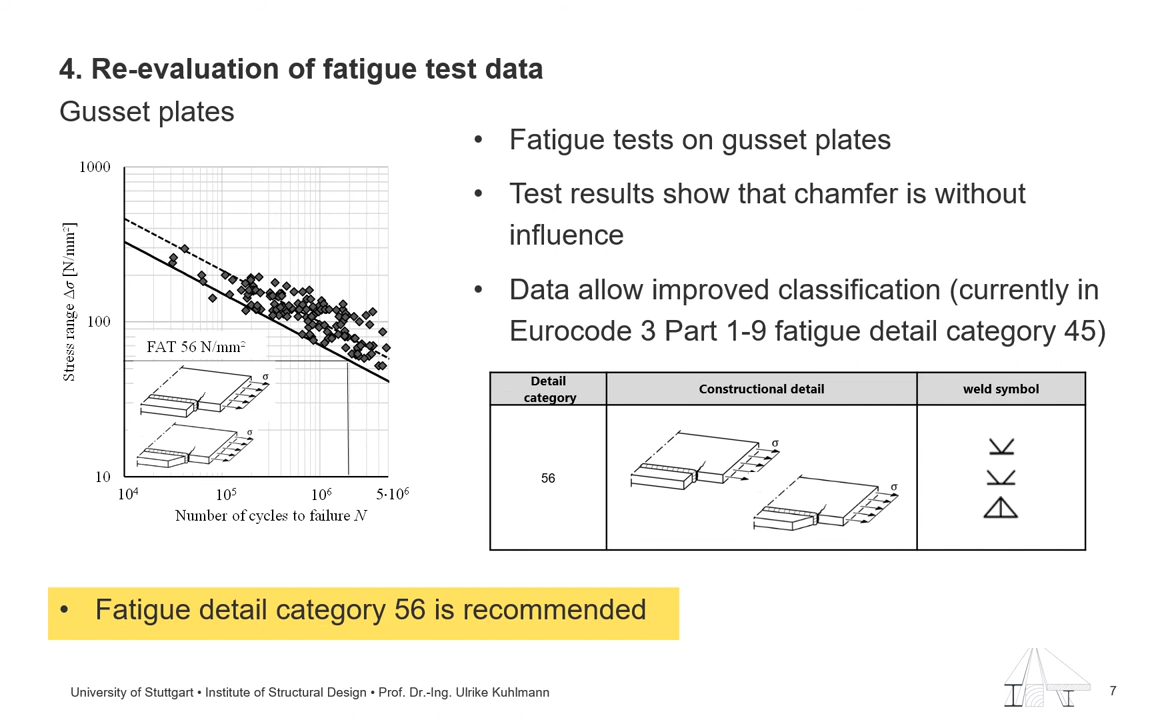 4. Re-evaluation of fatigue test data
Gusset plates
• Fatigue tests on gusset plates
• Test results show that chamfer is without
influence
• Data allow improved classification (currently in
Eurocode 3 Part 1-9 fatigue detail category 45)
1000
100
10
Stress range Δσ [N/mm²]
FAT 56 N/mm²
σ
σ
10⁴
10⁵
10⁶
5·10⁶
Number of cycles to failure N
Detail
category
Constructional detail
weld symbol
56
σ
σ
• Fatigue detail category 56 is recommended
University of Stuttgart • Institute of Structural Design • Prof. Dr.-Ing. Ulrike Kuhlmann
7